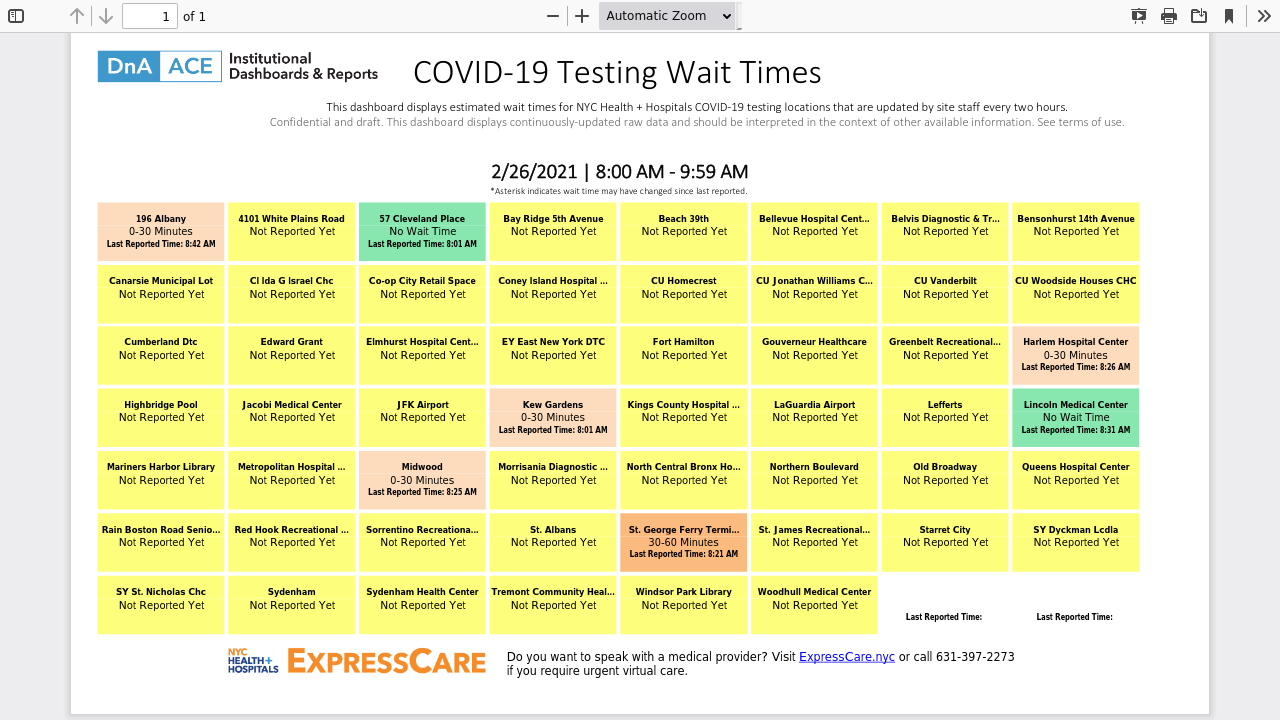 1 of 1 Automatic Zoom
DnA ACE Institutional
Dashboards & Reports
COVID-19 Testing Wait Times
This dashboard displays estimated wait times for NYC Health + Hospitals COVID-19 testing locations that are updated by site staff every two hours.
Confidential and draft. This dashboard displays continuously-updated raw data and should be interpreted in the context of other available information. See terms of use.
2/26/2021 | 8:00 AM - 9:59 AM
*Asterisk indicates wait time may have changed since last reported.
196 Albany 4101 White Plains Road 57 Cleveland Place Bay Ridge 5th Avenue Beach 39th Bellevue Hospital Cent... Belvis Diagnostic & Tr... Bensonhurst 14th Avenue
0-30 Minutes Not Reported Yet No Wait Time Not Reported Yet Not Reported Yet Not Reported Yet Not Reported Yet Not Reported Yet
Last Reported Time: 8:42 AM Last Reported Time: 8:01 AM
Canarsie Municipal Lot CI Ida G Israel Chc Co-op City Retail Space Coney Island Hospital ... CU Homecrest CU Jonathan Williams C... CU Vanderbilt CU Woodside Houses CHC
Not Reported Yet Not Reported Yet Not Reported Yet Not Reported Yet Not Reported Yet Not Reported Yet Not Reported Yet Not Reported Yet
Cumberland Dtc Edward Grant Elmhurst Hospital Cent... EY East New York DTC Fort Hamilton Gouverneur Healthcare Greenbelt Recreational... Harlem Hospital Center
Not Reported Yet Not Reported Yet Not Reported Yet Not Reported Yet Not Reported Yet Not Reported Yet Not Reported Yet 0-30 Minutes
Last Reported Time: 8:26 AM
Highbridge Pool Jacobi Medical Center JFK Airport Kew Gardens Kings County Hospital ... LaGuardia Airport Lefferts Lincoln Medical Center
Not Reported Yet Not Reported Yet Not Reported Yet 0-30 Minutes Not Reported Yet Not Reported Yet Not Reported Yet No Wait Time
Last Reported Time: 8:01 AM Last Reported Time: 8:31 AM
Mariners Harbor Library Metropolitan Hospital ... Midwood Morrisania Diagnostic ... North Central Bronx Ho... Northern Boulevard Old Broadway Queens Hospital Center
Not Reported Yet Not Reported Yet 0-30 Minutes Not Reported Yet Not Reported Yet Not Reported Yet Not Reported Yet Not Reported Yet
Last Reported Time: 8:25 AM
Rain Boston Road Senio... Red Hook Recreational ... Sorrentino Recreationa... St. Albans St. George Ferry Termi... St. James Recreational... Starret City SY Dyckman Lcdla
Not Reported Yet Not Reported Yet Not Reported Yet Not Reported Yet 30-60 Minutes Not Reported Yet Not Reported Yet Not Reported Yet
Last Reported Time: 8:21 AM
SY St. Nicholas Chc Sydenham Sydenham Health Center Tremont Community Heal... Windsor Park Library Woodhull Medical Center
Not Reported Yet Not Reported Yet Not Reported Yet Not Reported Yet Not Reported Yet Not Reported Yet
Last Reported Time: Last Reported Time:
NYC
HEALTH+
HOSPITALS
EXPRESSCARE
Do you want to speak with a medical provider? Visit ExpressCare.nyc or call 631-397-2273
if you require urgent virtual care.